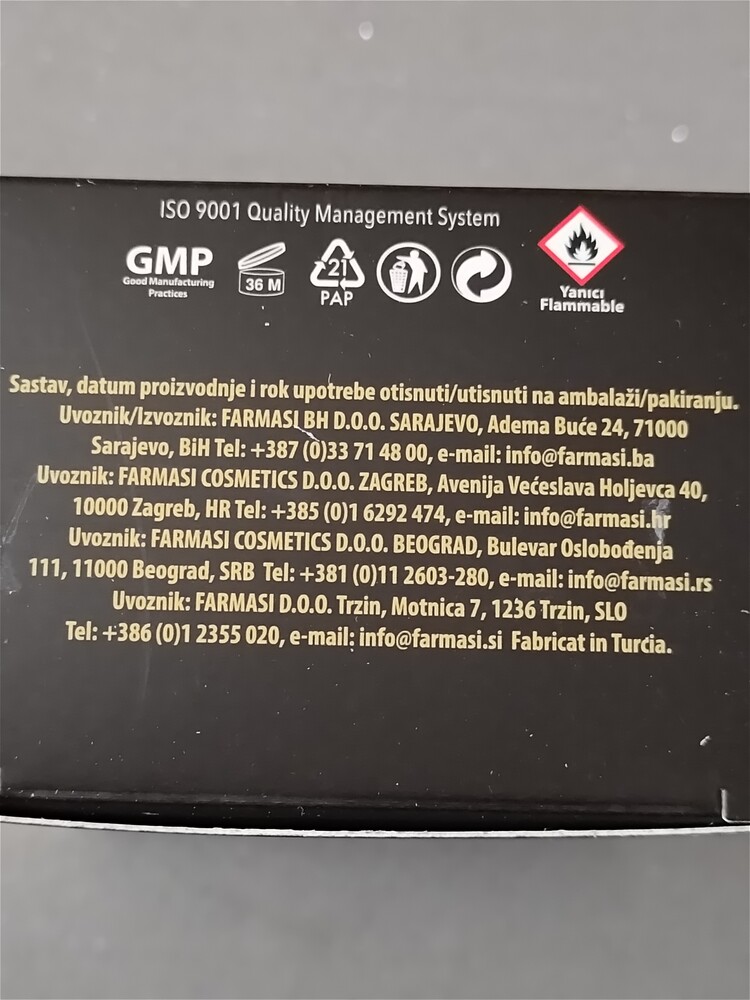 ISO 9001 Quality Management System
GMP
Good Manufacturing
Practices
36 M
21
PAP
Yanıcı
Flammable
Sastav, datum proizvodnje i rok upotrebe otisnuti/utisnuti na ambalaži/pakiranju.
Uvoznik/Izvoznik: FARMASI BH D.O.O. SARAJEVO, Adema Buće 24, 71000
Sarajevo, BiH Tel: +387 (0)33 71 48 00, e-mail: info@farmasi.ba
Uvoznik: FARMASI COSMETICS D.O.O. ZAGREB, Avenija Većeslava Holjevca 40,
10000 Zagreb, HR Tel: +385 (0)1 6292 474, e-mail: info@farmasi.hr
Uvoznik: FARMASI COSMETICS D.O.O. BEOGRAD, Bulevar Oslobođenja
111, 11000 Beograd, SRB Tel: +381 (0)11 2603-280, e-mail: info@farmasi.rs
Uvoznik: FARMASI D.O.O. Trzin, Motnica 7, 1236 Trzin, SLO
Tel: +386 (0)1 2355 020, e-mail: info@farmasi.si Fabricat in Turcia.